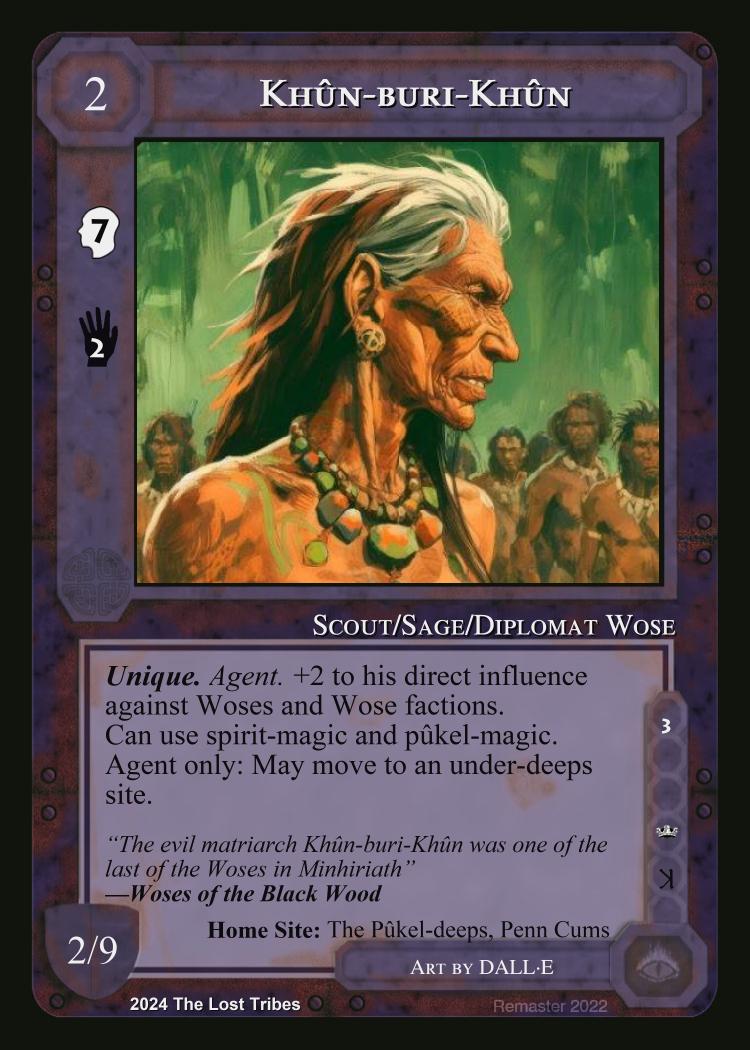 2
Khûn-buri-Khûn
7
2
Scout/Sage/Diplomat Wose
Unique. Agent. +2 to his direct influence
against Woses and Wose factions.
Can use spirit-magic and pûkel-magic.
Agent only: May move to an under-deeps
site.
3
“The evil matriarch Khûn-buri-Khûn was one of the
last of the Woses in Minhiriath”
—Woses of the Black Wood
K
Home Site: The Pûkel-deeps, Penn Cums
2/9
Art by DALL·E
2024 The Lost Tribes
Remaster 2022